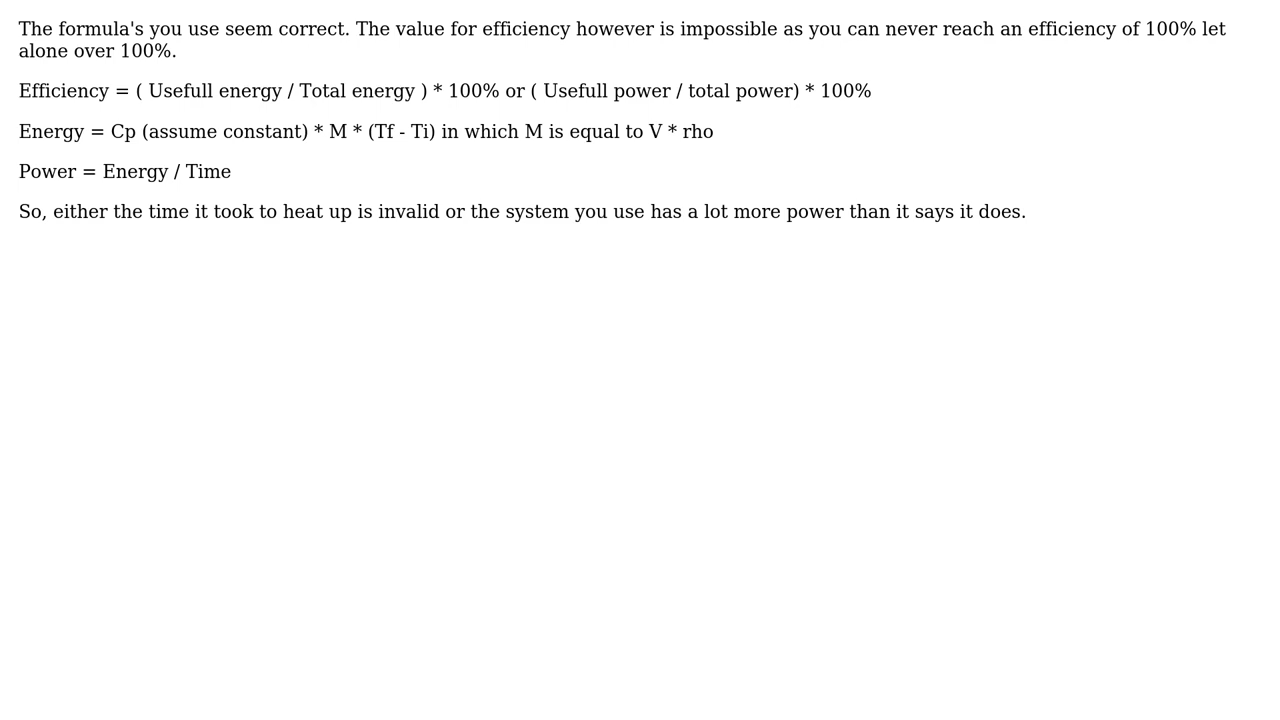 The formula's you use seem correct. The value for efficiency however is impossible as you can never reach an efficiency of 100% let
alone over 100%.
Efficiency = ( Usefull energy / Total energy ) * 100% or ( Usefull power / total power) * 100%
Energy = Cp (assume constant) * M * (Tf - Ti) in which M is equal to V * rho
Power = Energy / Time
So, either the time it took to heat up is invalid or the system you use has a lot more power than it says it does.